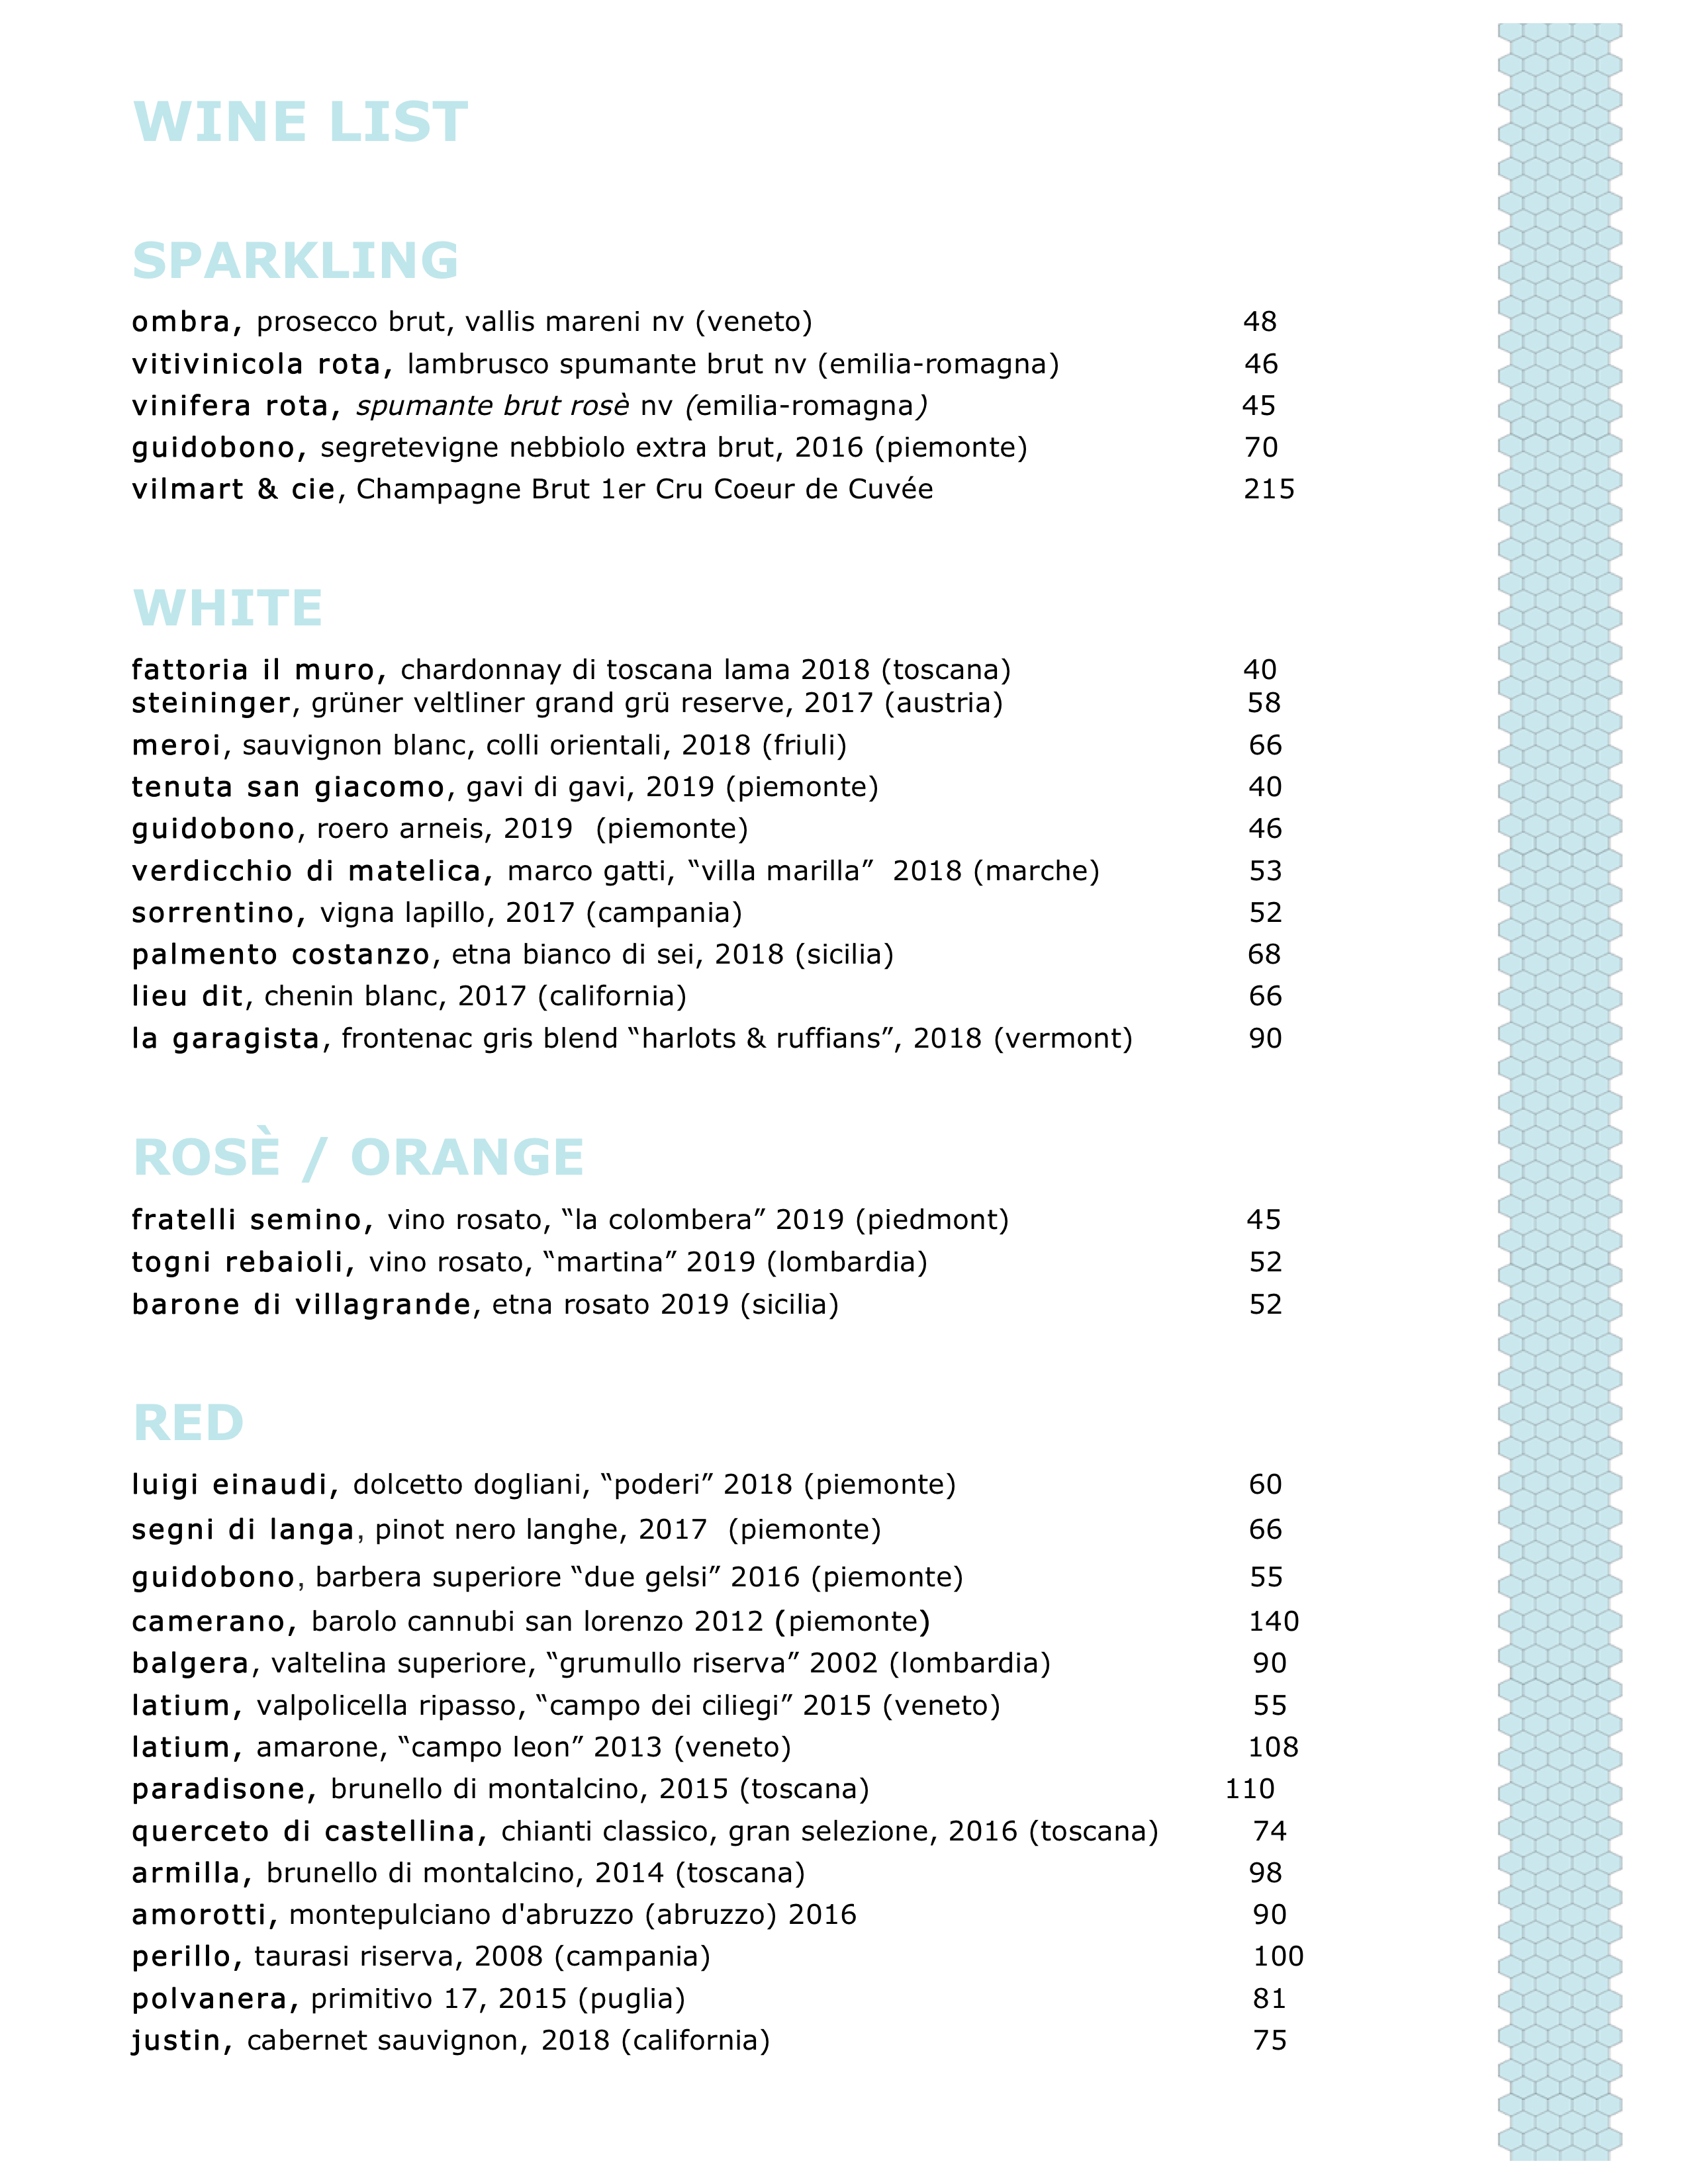 WINE LIST
SPARKLING
ombra, prosecco brut, vallis mareni nv (veneto) 48
vitivinicola rota, lambrusco spumante brut nv (emilia-romagna) 46
vinifera rota, spumante brut rosè nv (emilia-romagna) 45
guidobono, segretevigne nebbiolo extra brut, 2016 (piemonte) 70
vilmart & cie, Champagne Brut 1er Cru Coeur de Cuvée 215
WHITE
fattoria il muro, chardonnay di toscana lama 2018 (toscana) 40
steininger, grüner veltliner grand grü reserve, 2017 (austria) 58
meroi, sauvignon blanc, colli orientali, 2018 (friuli) 66
tenuta san giacomo, gavi di gavi, 2019 (piemonte) 40
guidobono, roero arneis, 2019 (piemonte) 46
verdicchio di matelica, marco gatti, “villa marilla” 2018 (marche) 53
sorrentino, vigna lapillo, 2017 (campania) 52
palmento costanzo, etna bianco di sei, 2018 (sicilia) 68
lieu dit, chenin blanc, 2017 (california) 66
la garagista, frontenac gris blend “harlots & ruffians”, 2018 (vermont) 90
ROSÈ / ORANGE
fratelli semino, vino rosato, “la colombera” 2019 (piedmont) 45
togni rebaioli, vino rosato, “martina” 2019 (lombardia) 52
barone di villagrande, etna rosato 2019 (sicilia) 52
RED
luigi einaudi, dolcetto dogliani, “poderi” 2018 (piemonte) 60
segni di langa, pinot nero langhe, 2017 (piemonte) 66
guidobono, barbera superiore “due gelsi” 2016 (piemonte) 55
camerano, barolo cannubi san lorenzo 2012 (piemonte) 140
balgera, valtelina superiore, “grumullo riserva” 2002 (lombardia) 90
latium, valpolicella ripasso, “campo dei ciliegi” 2015 (veneto) 55
latium, amarone, “campo leon” 2013 (veneto) 108
paradisone, brunello di montalcino, 2015 (toscana) 110
querceto di castellina, chianti classico, gran selezione, 2016 (toscana) 74
armilla, brunello di montalcino, 2014 (toscana) 98
amorotti, montepulciano d'abruzzo (abruzzo) 2016 90
perillo, taurasi riserva, 2008 (campania) 100
polvanera, primitivo 17, 2015 (puglia) 81
justin, cabernet sauvignon, 2018 (california) 75